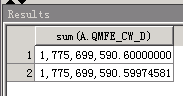 Results
sum(A.QMFE_CW_D)
1 1,775,699,590.60000000
2 1,775,699,590.59974581